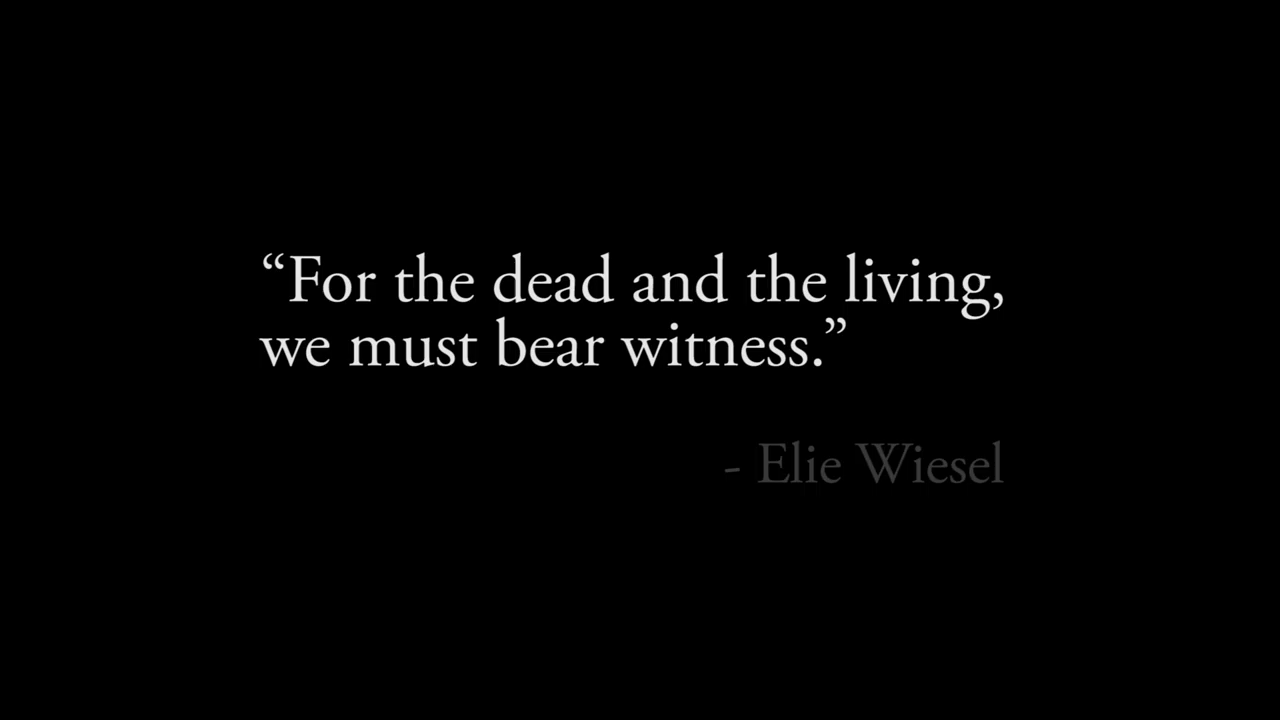 “For the dead and the living,
we must bear witness.”
- Elie Wiesel